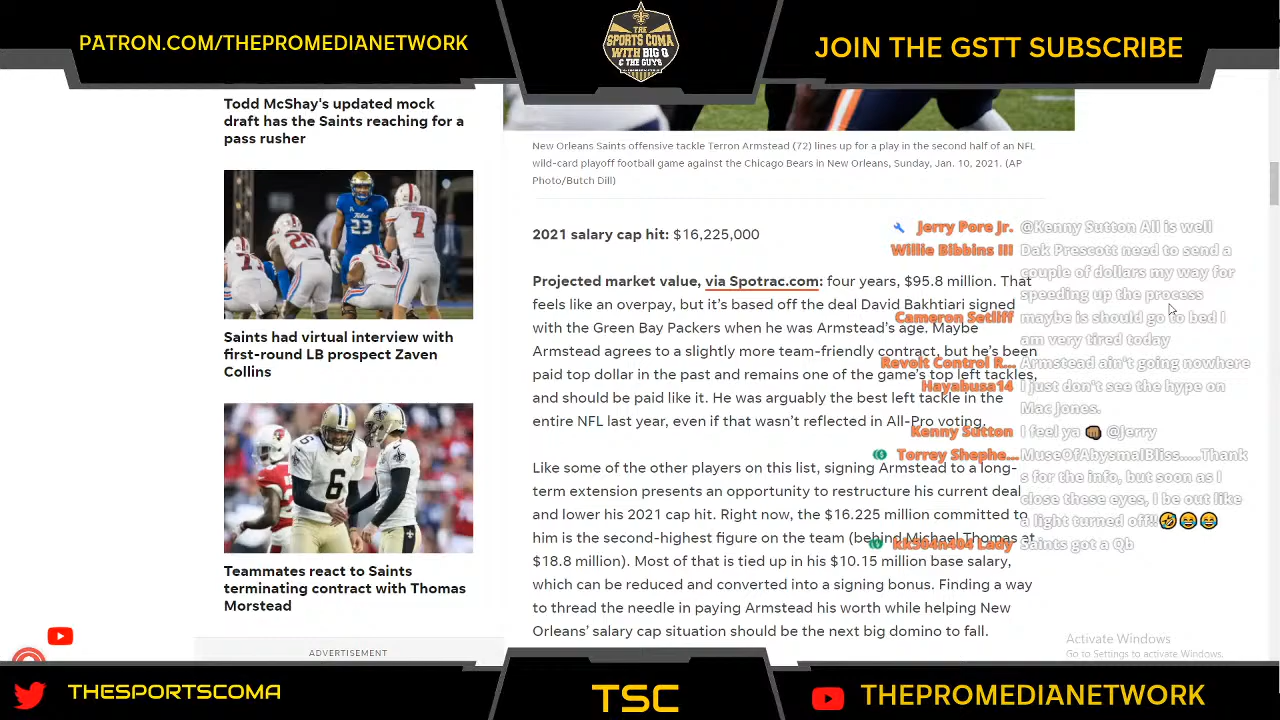 PATRON.COM/THEPROMEDIANETWORK
THE
SPORTS COMA
WITH BIG Q
& THE GUYS
JOIN THE GSTT SUBSCRIBE
Todd McShay's updated mock
draft has the Saints reaching for a
pass rusher
Saints had virtual interview with
first-round LB prospect Zaven
Collins
Teammates react to Saints
terminating contract with Thomas
Morstead
ADVERTISEMENT
New Orleans Saints offensive tackle Terron Armstead (72) lines up for a play in the second half of an NFL
wild-card playoff football game against the Chicago Bears in New Orleans, Sunday, Jan. 10, 2021. (AP
Photo/Butch Dill)
2021 salary cap hit: $16,225,000
Projected market value, via Spotrac.com: four years, $95.8 million. That
feels like an overpay, but it's based off the deal David Bakhtiari signed
with the Green Bay Packers when he was Armstead's age. Maybe
Armstead agrees to a slightly more team-friendly contract, but he's been
paid top dollar in the past and remains one of the game's top left tackles,
and should be paid like it. He was arguably the best left tackle in the
entire NFL last year, even if that wasn't reflected in All-Pro voting.
Like some of the other players on this list, signing Armstead to a long-
term extension presents an opportunity to restructure his current deal
and lower his 2021 cap hit. Right now, the $16.225 million committed to
him is the second-highest figure on the team (behind Michael Thomas at
$18.8 million). Most of that is tied up in his $10.15 million base salary,
which can be reduced and converted into a signing bonus. Finding a way
to thread the needle in paying Armstead his worth while helping New
Orleans' salary cap situation should be the next big domino to fall.
Jerry Pore Jr. @Kenny Sutton All is well
Willie Bibbins III Dak Prescott need to send a
couple of dollars my way for
speeding up the process
Cameron Setliff maybe is should go to bed I
am very tired today
Revolt Control R... Armstead ain't going nowhere
Hayabusa14 I just don't see the hype on
Mac Jones.
Kenny Sutton I feel ya 👊🏾 @Jerry
Torrey Shephe... MuseOfAbysmalBliss.....Thank
s for the info, but soon as I
close these eyes, I be out like
a light turned off!!🤣😂😂
kk504n404 Lady Saints got a Qb
Activate Windows
Go to Settings to activate Windows.
THESPORTSCOMA
TSC
THEPROMEDIANETWORK